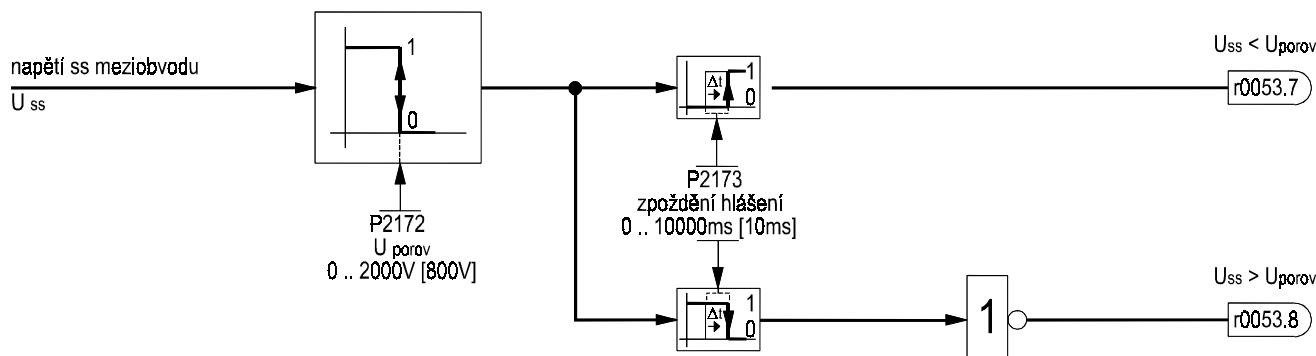 napětí ss meziobvodu
U ss
1
0
P2172
U porov
0 .. 2000V [800V]
Δt
1
0
P2173
zpoždění hlášení
0 .. 10000ms [10ms]
Δt
1
0
1
Uss < Uporov
r0053.7
Uss > Uporov
r0053.8